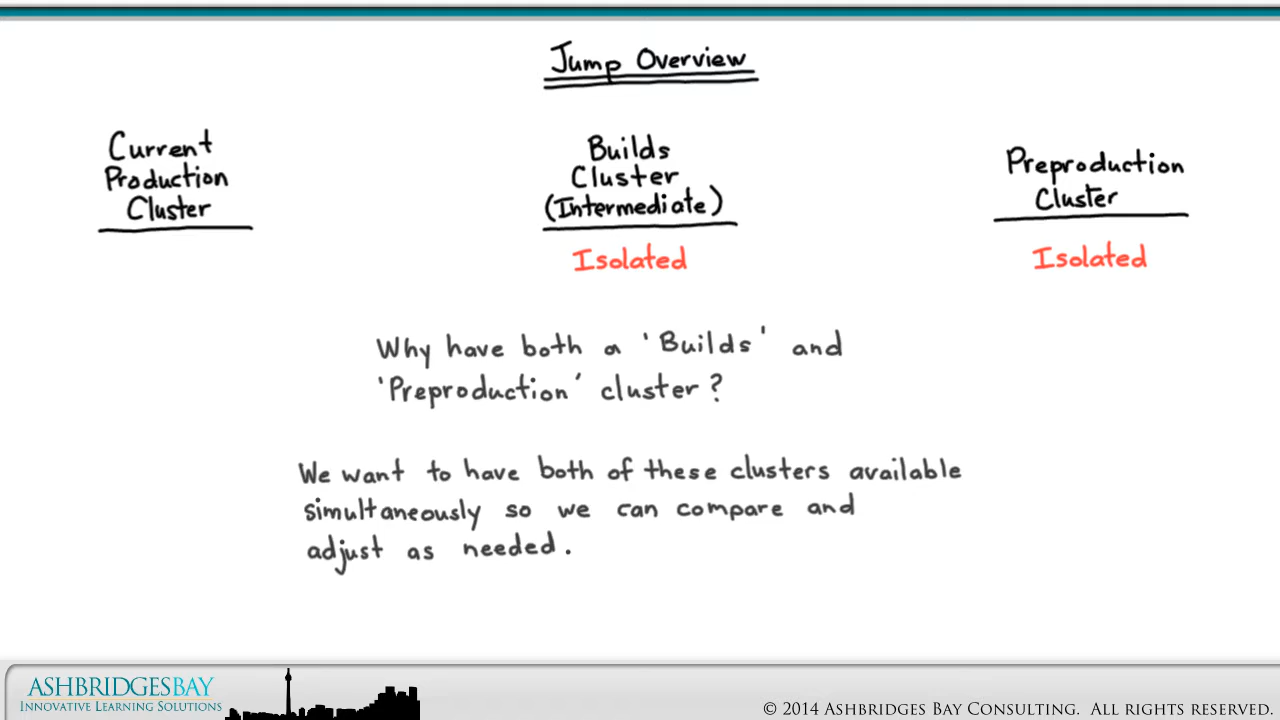 Jump Overview
Current
Production
Cluster
Builds
Cluster
(Intermediate)
Isolated
Preproduction
Cluster
Isolated
Why have both a 'Builds' and
'Preproduction' cluster?
We want to have both of these clusters available
simultaneously so we can compare and
adjust as needed.
ASHBRIDGESBAY
INNOVATIVE LEARNING SOLUTIONS
© 2014 ASHBRIDGES BAY CONSULTING. ALL RIGHTS RESERVED.